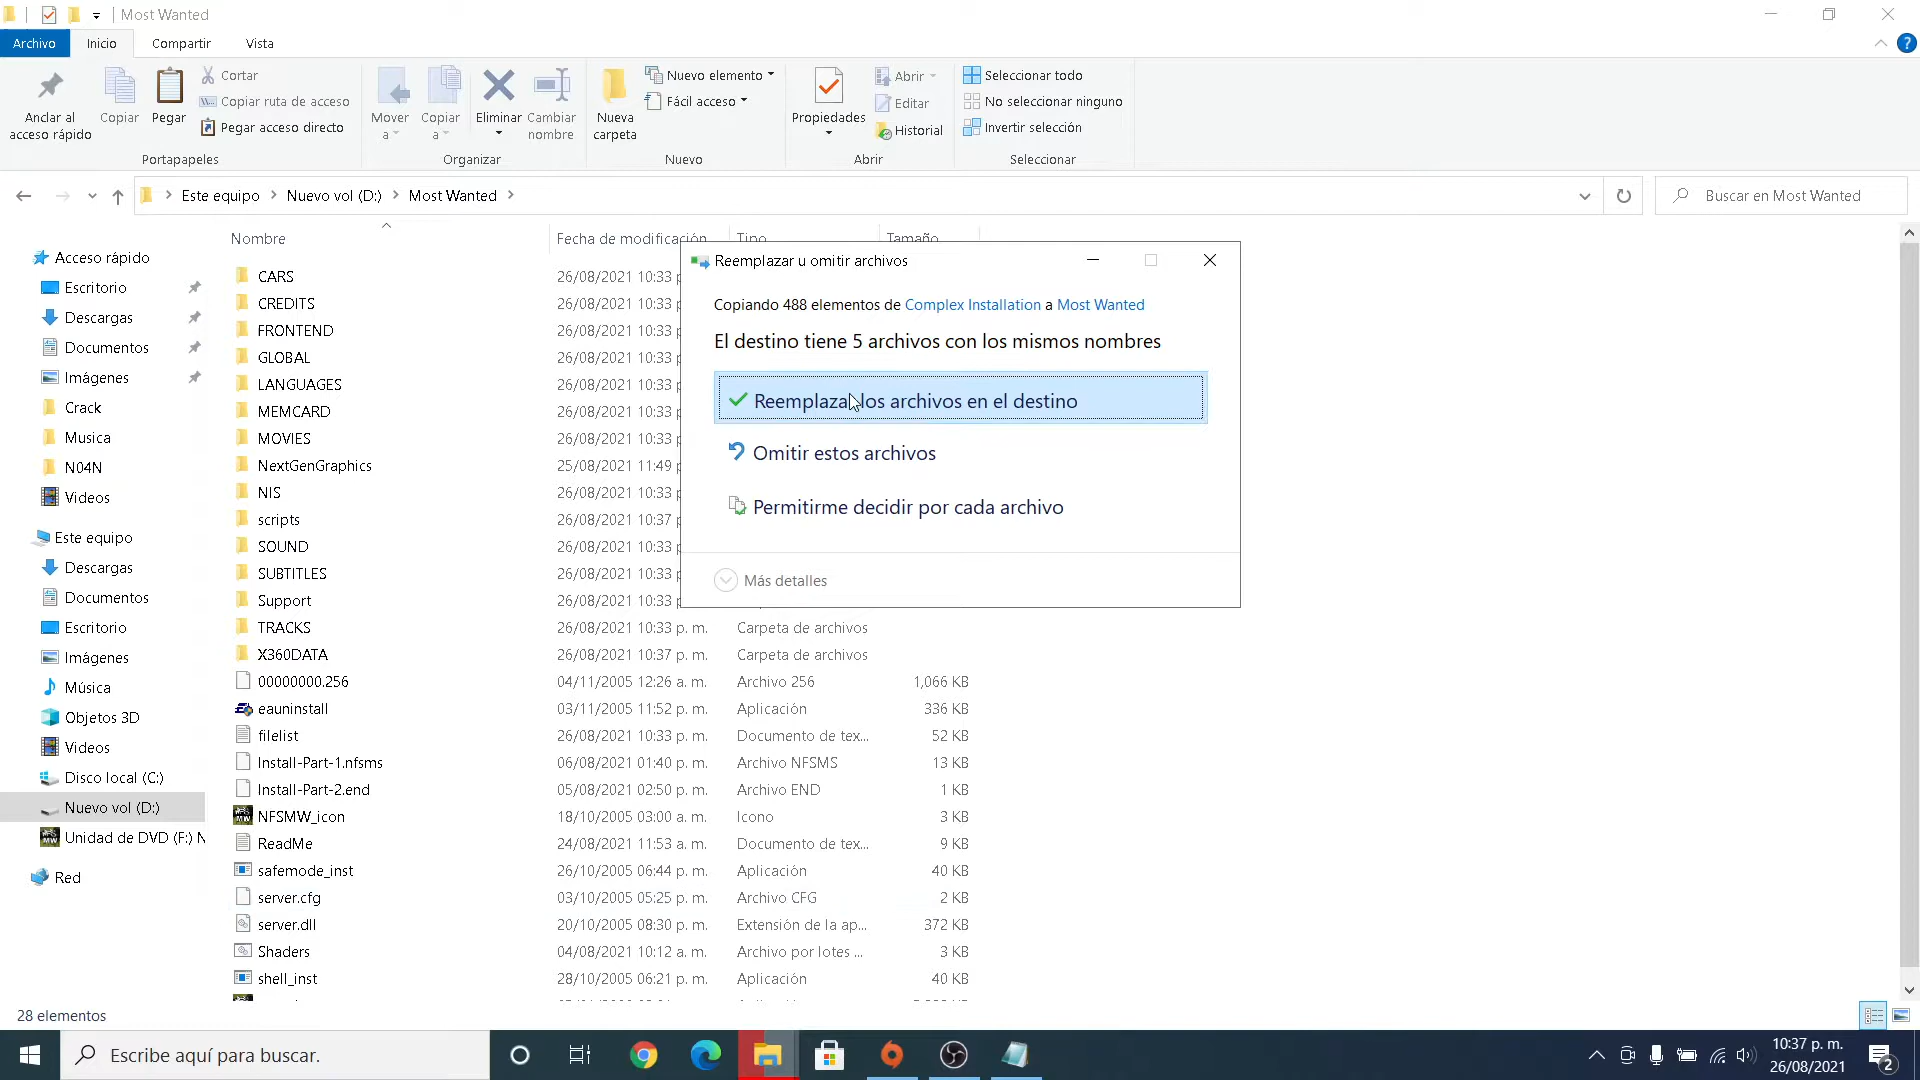 Most Wanted
Archivo
Inicio
Compartir
Vista
?
Anclar al
acceso rápido
Copiar
Pegar
Cortar
Copiar ruta de acceso
Pegar acceso directo
Portapapeles
Mover
a
Copiar
a
Eliminar
Cambiar
nombre
Organizar
Nueva
carpeta
Nuevo elemento
Fácil acceso
Nuevo
Propiedades
Abrir
Editar
Historial
Abrir
Seleccionar todo
No seleccionar ninguno
Invertir selección
Seleccionar
Este equipo > Nuevo vol (D:) > Most Wanted >
Buscar en Most Wanted
Acceso rápido
Escritorio
Descargas
Documentos
Imágenes
Crack
Musica
N04N
Videos
Este equipo
Descargas
Documentos
Escritorio
Imágenes
Música
Objetos 3D
Videos
Disco local (C:)
Nuevo vol (D:)
Unidad de DVD (F:) N
Red
Nombre Fecha de modificación Tipo Tamaño
CARS 26/08/2021 10:33 p
CREDITS 26/08/2021 10:33 p
FRONTEND 26/08/2021 10:33 p
GLOBAL 26/08/2021 10:33 p
LANGUAGES 26/08/2021 10:33 p
MEMCARD 26/08/2021 10:33 p
MOVIES 26/08/2021 10:33 p
NextGenGraphics 25/08/2021 11:49 p
NIS 26/08/2021 10:33 p
scripts 26/08/2021 10:37 p
SOUND 26/08/2021 10:33 p
SUBTITLES 26/08/2021 10:33 p
Support 26/08/2021 10:33 p
TRACKS 26/08/2021 10:33 p. m. Carpeta de archivos
X360DATA 26/08/2021 10:37 p. m. Carpeta de archivos
00000000.256 04/11/2005 12:26 a. m. Archivo 256 1,066 KB
eauninstall 03/11/2005 11:52 p. m. Aplicación 336 KB
filelist 26/08/2021 10:33 p. m. Documento de tex... 52 KB
Install-Part-1.nfsms 06/08/2021 01:40 p. m. Archivo NFSMS 13 KB
Install-Part-2.end 05/08/2021 02:50 p. m. Archivo END 1 KB
NFSMW_icon 18/10/2005 03:00 a. m. Icono 3 KB
ReadMe 24/08/2021 11:53 a. m. Documento de tex... 9 KB
safemode_inst 26/10/2005 06:44 p. m. Aplicación 40 KB
server.cfg 03/10/2005 05:25 p. m. Archivo CFG 2 KB
server.dll 20/10/2005 08:30 p. m. Extensión de la ap... 372 KB
Shaders 04/08/2021 10:12 a. m. Archivo por lotes ... 3 KB
shell_inst 28/10/2005 06:21 p. m. Aplicación 40 KB
Reemplazar u omitir archivos
Copiando 488 elementos de Complex Installation a Most Wanted
El destino tiene 5 archivos con los mismos nombres
Reemplazar los archivos en el destino
Omitir estos archivos
Permitirme decidir por cada archivo
Más detalles
28 elementos
Escribe aquí para buscar.
10:37 p. m.
26/08/2021
2